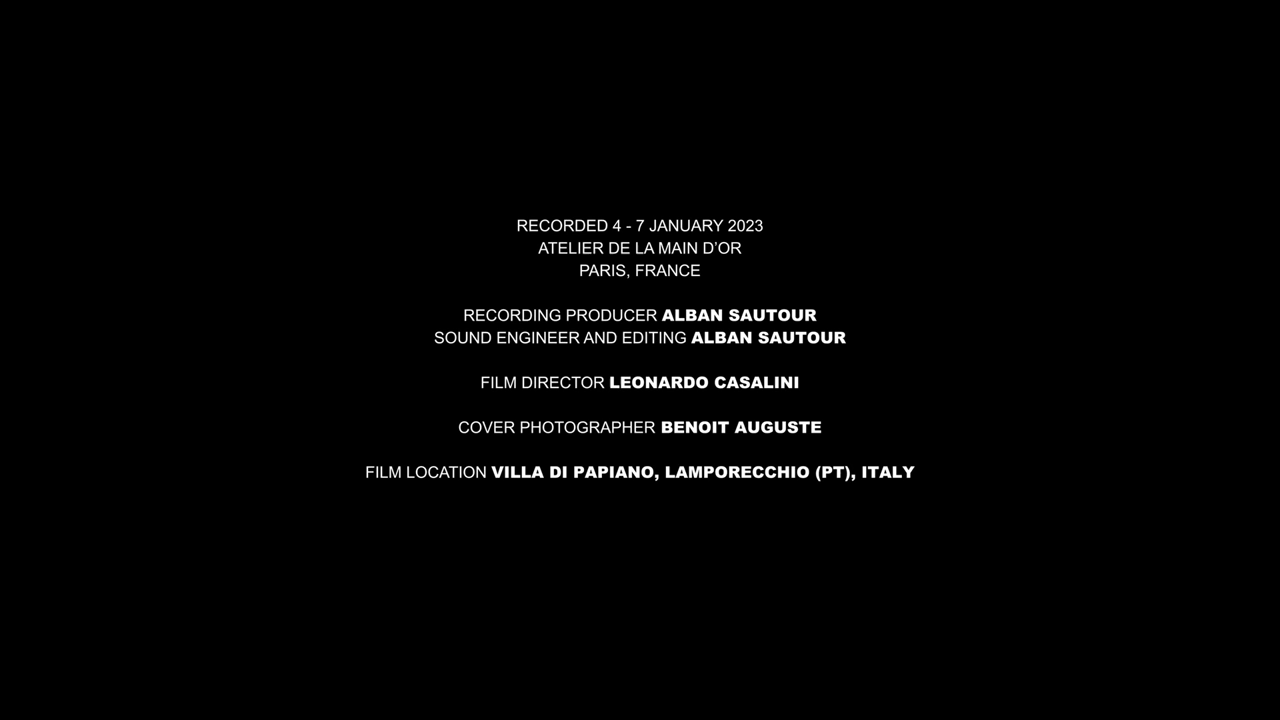 RECORDED 4 - 7 JANUARY 2023
ATELIER DE LA MAIN D’OR
PARIS, FRANCE
RECORDING PRODUCER ALBAN SAUTOUR
SOUND ENGINEER AND EDITING ALBAN SAUTOUR
FILM DIRECTOR LEONARDO CASALINI
COVER PHOTOGRAPHER BENOIT AUGUSTE
FILM LOCATION VILLA DI PAPIANO, LAMPORECCHIO (PT), ITALY